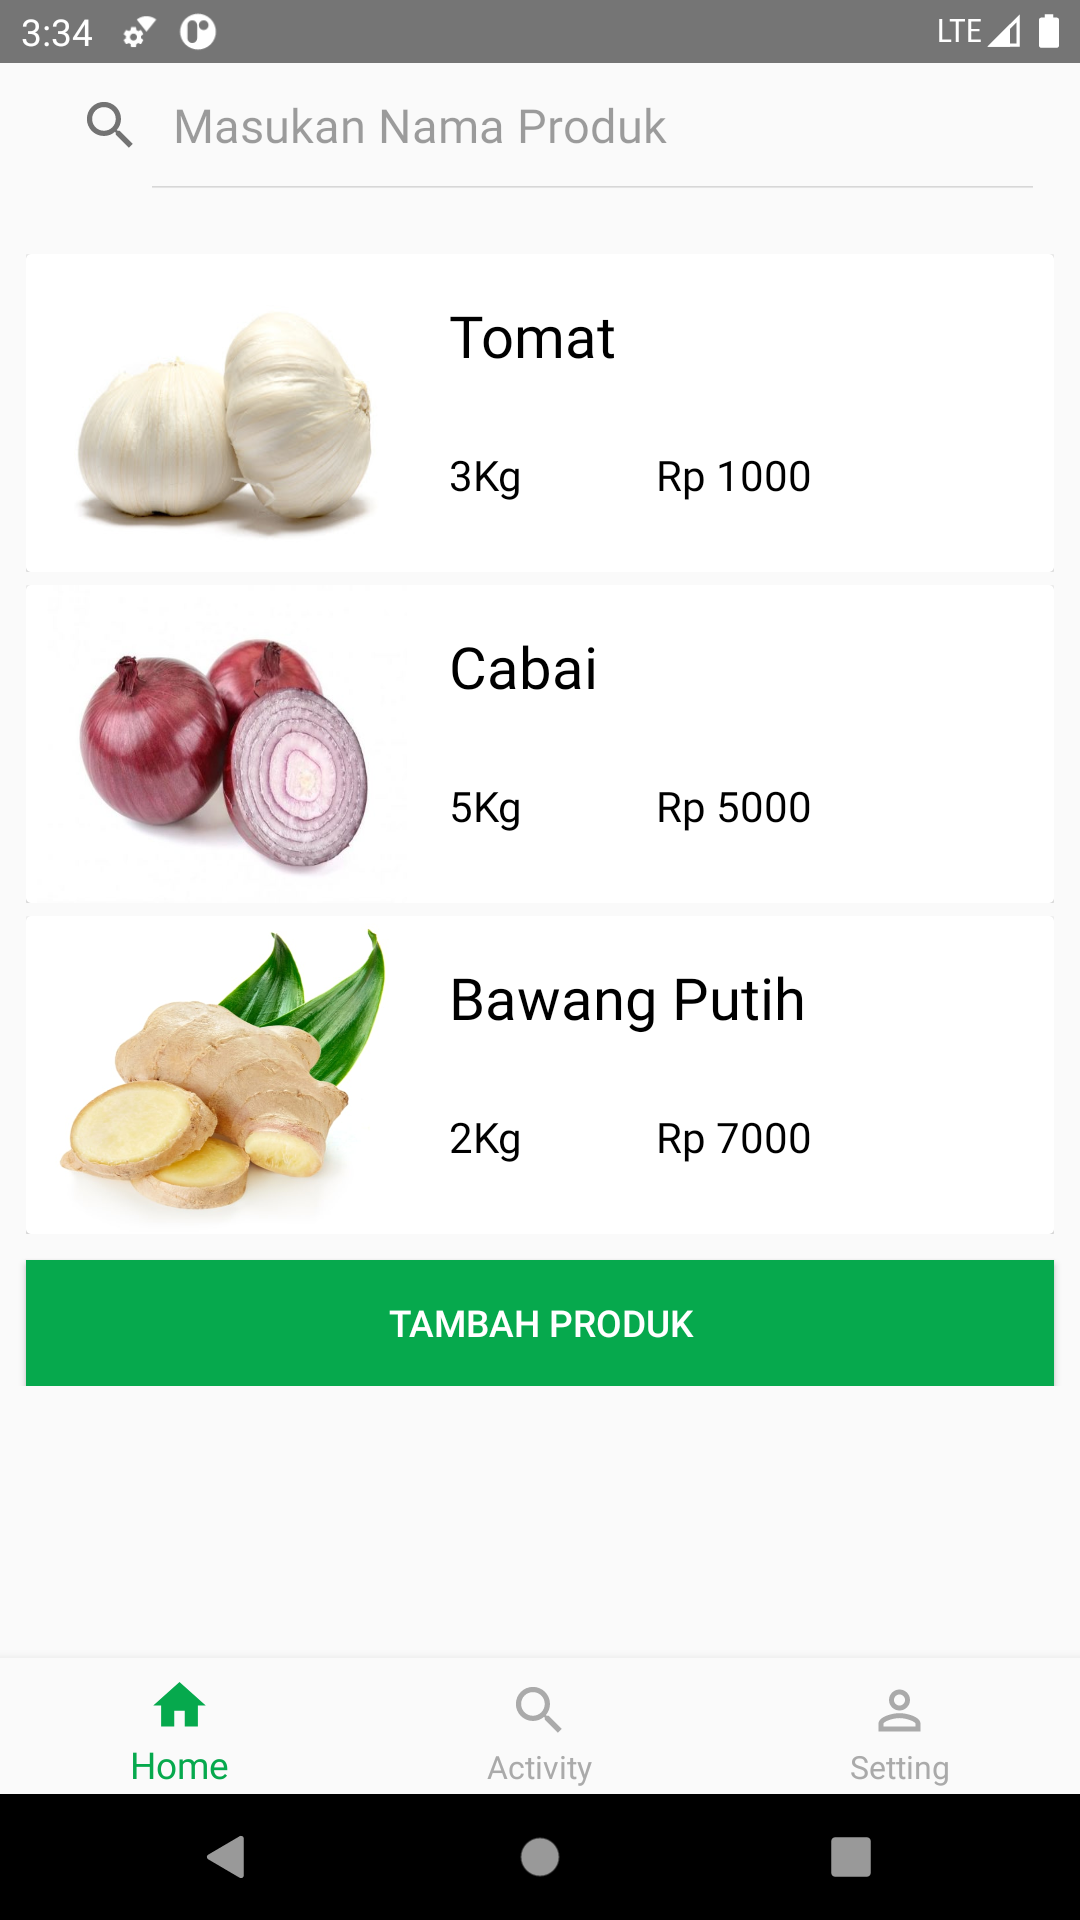 3:34
LTE
Masukan Nama Produk
Tomat
3Kg Rp 1000
Cabai
5Kg Rp 5000
Bawang Putih
2Kg Rp 7000
TAMBAH PRODUK
Home Activity Setting